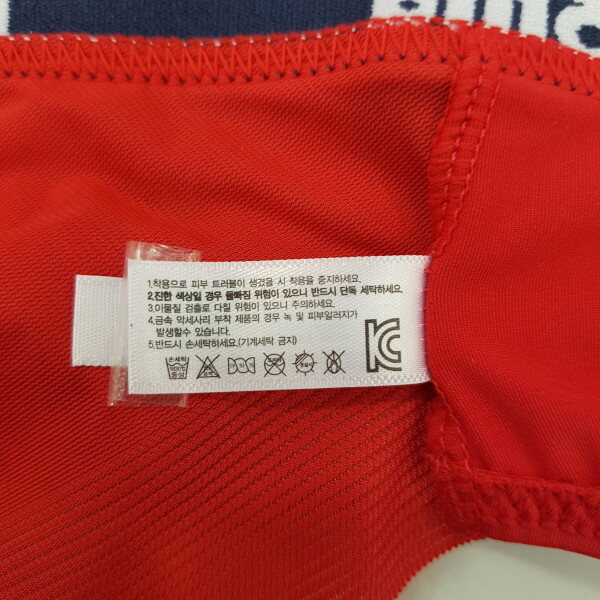 1.착용으로 피부 트러블이 생겼을 시 착용을 중지하세요.
2.진한 색상일 경우 물빠짐 위험이 있으니 반드시 단독 세탁하세요.
3.이물질 검출로 다칠 위험이 있으니 주의하세요.
4.금속 악세사리 부착 제품의 경우 녹 및 피부알러지가
발생할수 있습니다.
5.반드시 손세탁하세요.(기계세탁 금지)
손세탁
중성